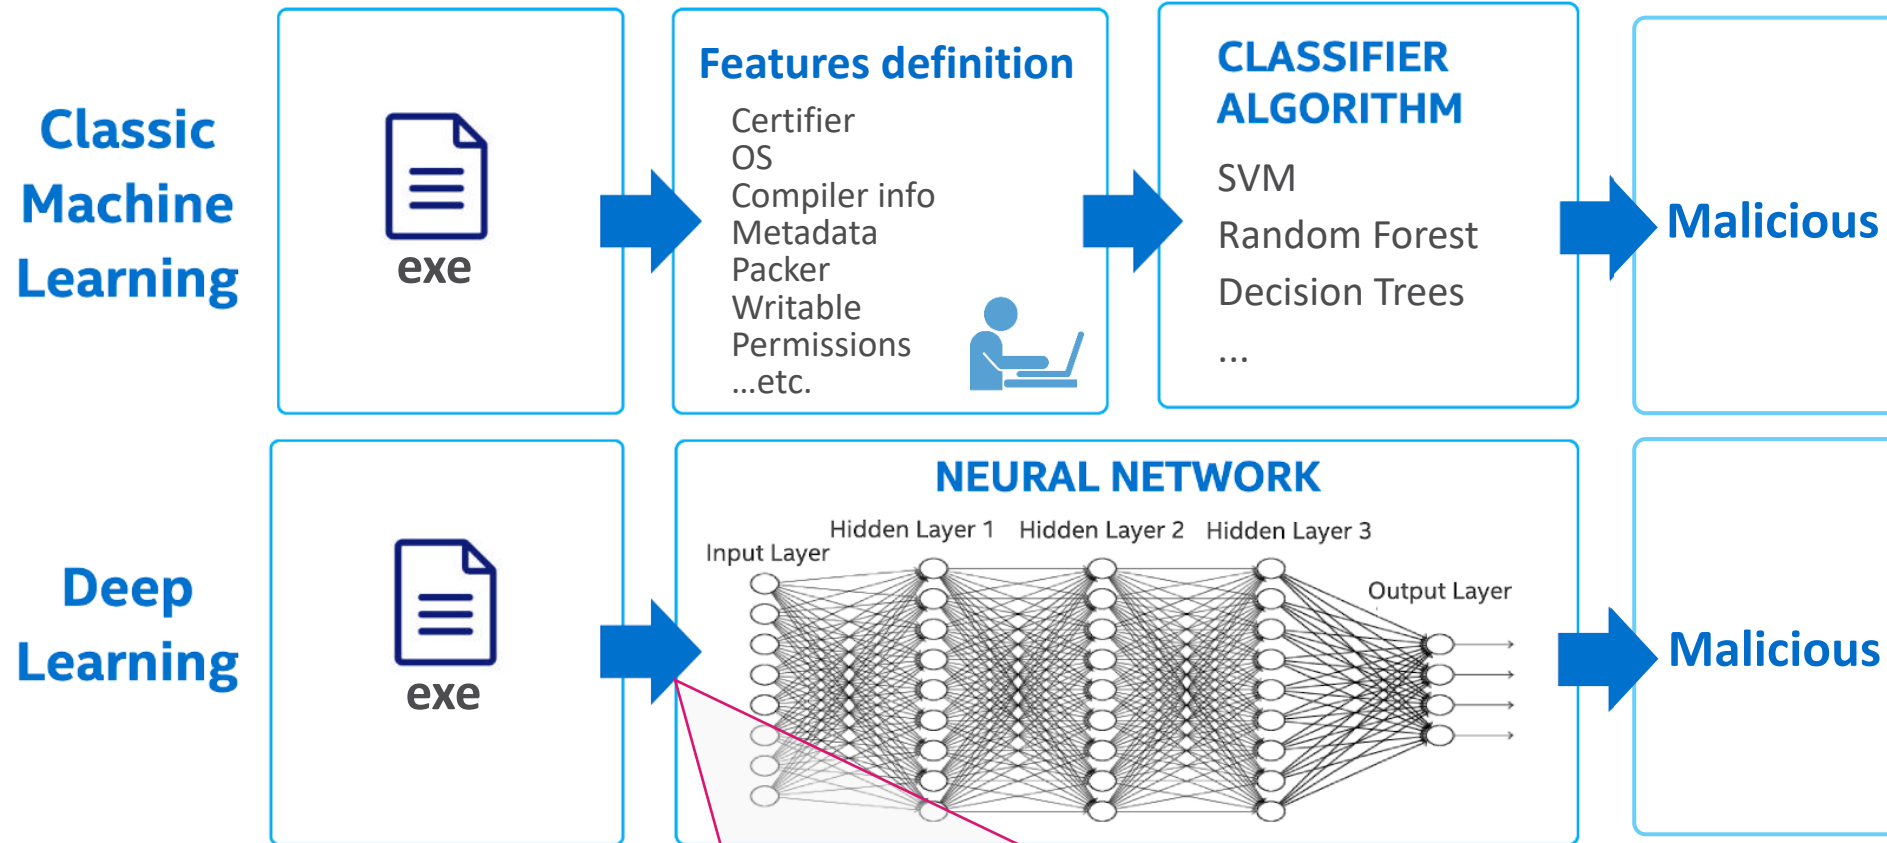 Classic
Machine
Learning
exe
Features definition
Certifier
OS
Compiler info
Metadata
Packer
Writable
Permissions
...etc.
CLASSIFIER
ALGORITHM
SVM
Random Forest
Decision Trees
...
Malicious
Deep
Learning
exe
NEURAL NETWORK
Input Layer
Hidden Layer 1
Hidden Layer 2
Hidden Layer 3
Output Layer
Malicious